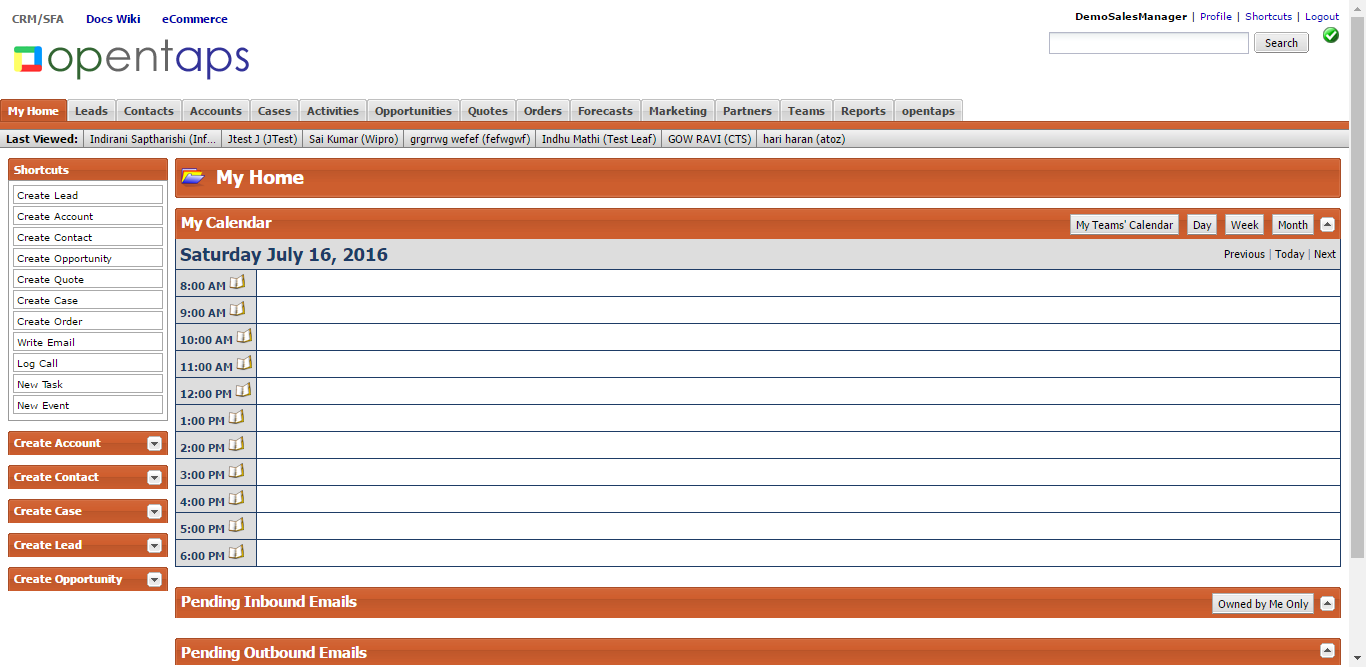 CRM/SFA Docs Wiki eCommerce
DemoSalesManager | Profile | Shortcuts | Logout
opentaps
Search
My Home Leads Contacts Accounts Cases Activities Opportunities Quotes Orders Forecasts Marketing Partners Teams Reports opentaps
Last Viewed: Indirani Saptharishi (Inf... Jtest J (JTest) Sai Kumar (Wipro) grgrrwg wefef (fefwgwf) Indhu Mathi (Test Leaf) GOW RAVI (CTS) hari haran (atoz)
Shortcuts
Create Lead
Create Account
Create Contact
Create Opportunity
Create Quote
Create Case
Create Order
Write Email
Log Call
New Task
New Event
Create Account
Create Contact
Create Case
Create Lead
Create Opportunity
My Home
My Calendar
My Teams' Calendar Day Week Month
Saturday July 16, 2016
Previous | Today | Next
8:00 AM
9:00 AM
10:00 AM
11:00 AM
12:00 PM
1:00 PM
2:00 PM
3:00 PM
4:00 PM
5:00 PM
6:00 PM
Pending Inbound Emails
Owned by Me Only
Pending Outbound Emails